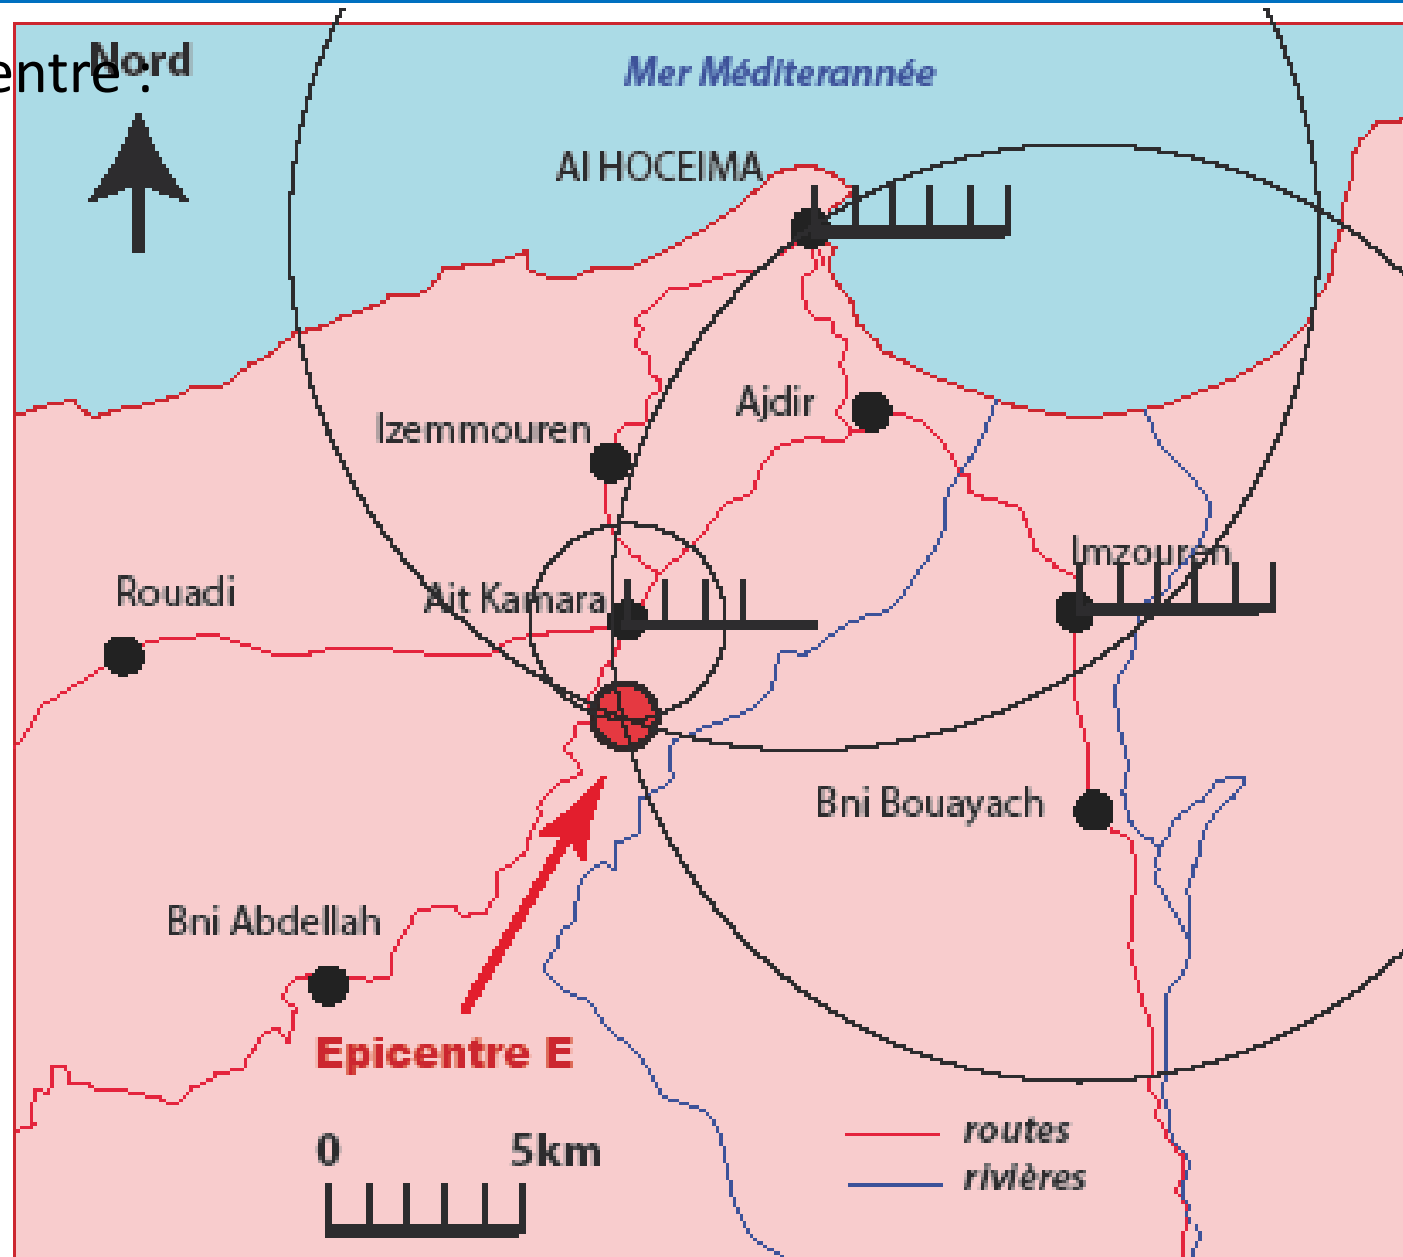 entre :
Nord
Mer Méditerannée
Al HOCEIMA
Ajdir
Izemmouren
Imzouren
Rouadi
Ait Kamara
Bni Bouayach
Bni Abdellah
Epicentre E
0 5km
routes
rivières